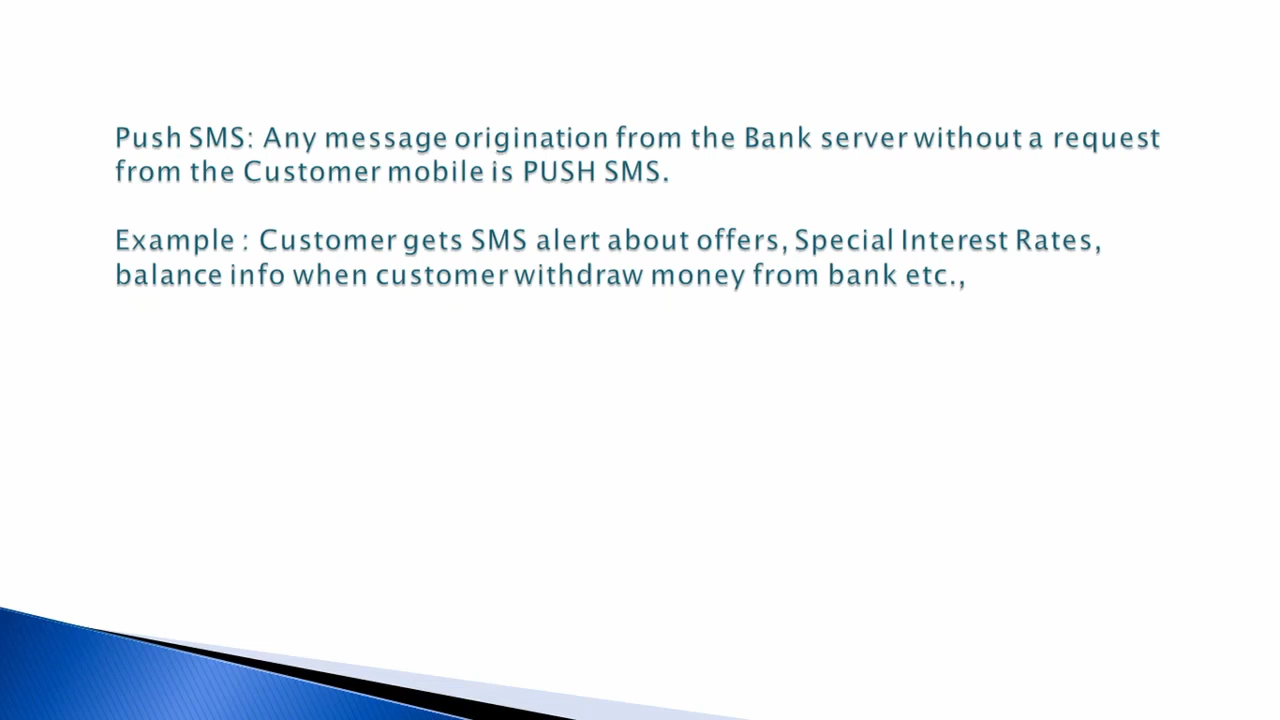 Push SMS: Any message origination from the Bank server without a request
from the Customer mobile is PUSH SMS.
Example : Customer gets SMS alert about offers, Special Interest Rates,
balance info when customer withdraw money from bank etc.,